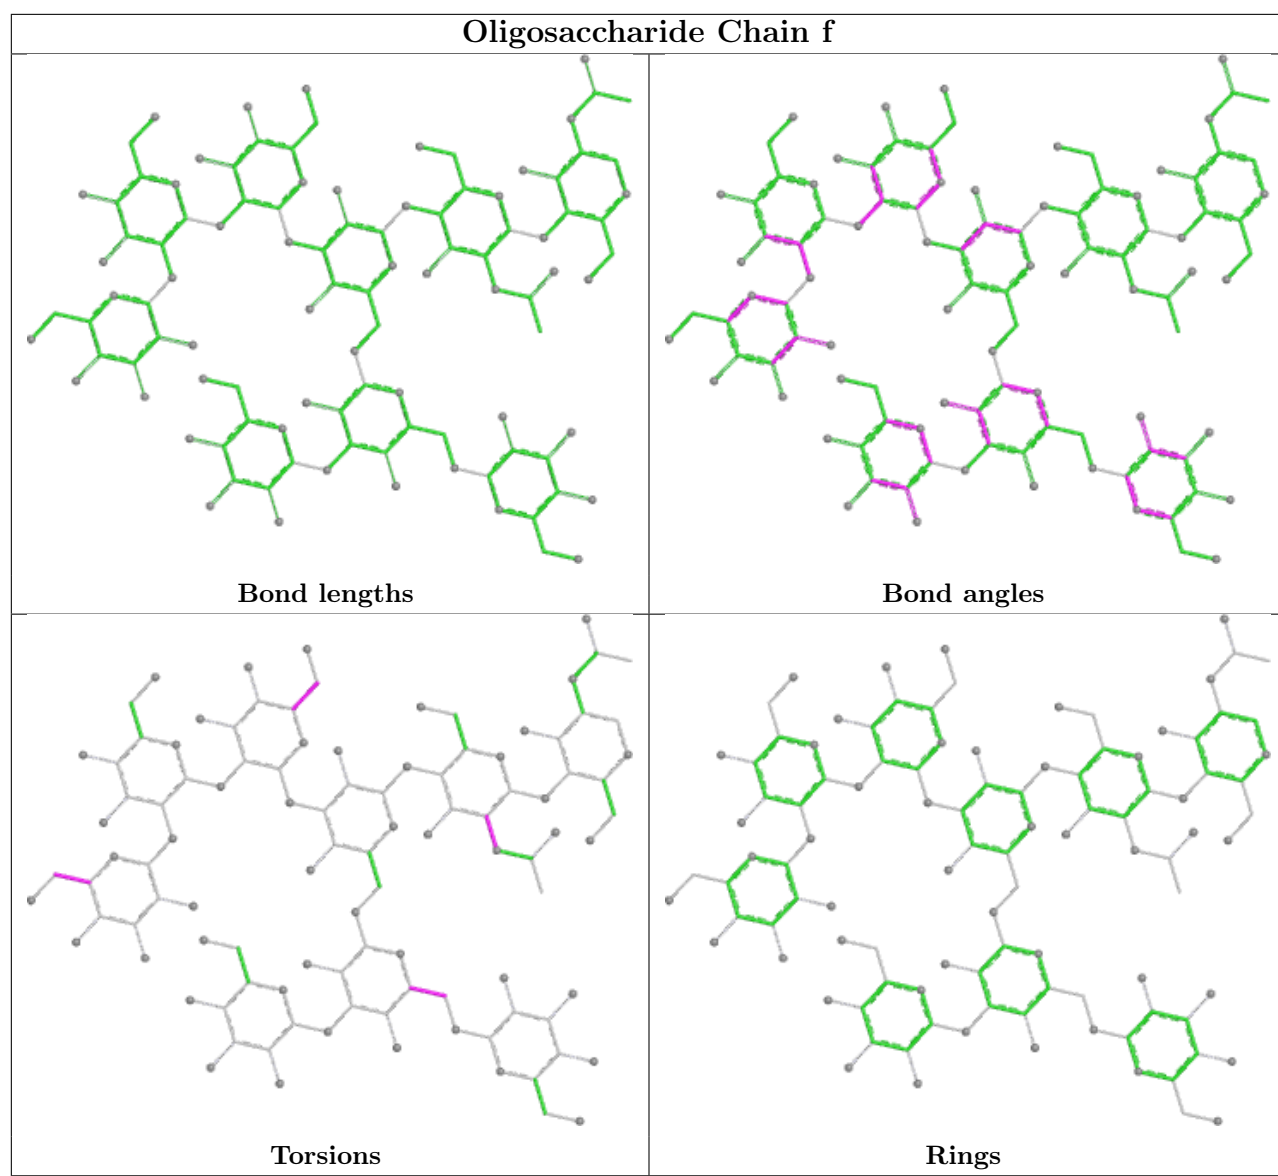 Oligosaccharide Chain f
Bond lengths
Bond angles
Torsions
Rings